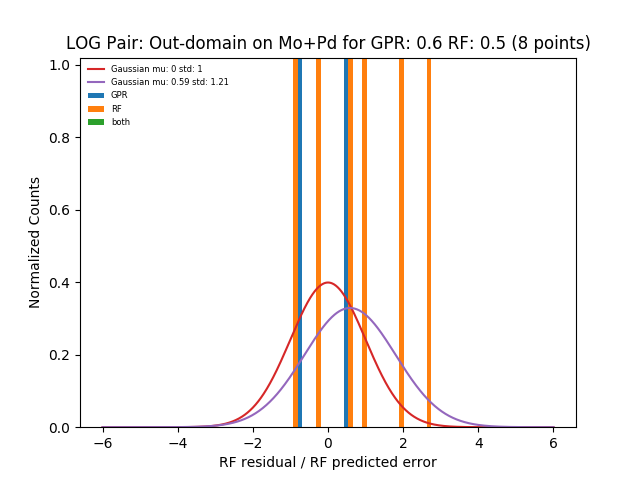 LOG Pair: Out-domain on Mo+Pd for GPR: 0.6 RF: 0.5 (8 points)
Gaussian mu: 0 std: 1
Gaussian mu: 0.59 std: 1.21
GPR
RF
both
Normalized Counts
1.0
0.8
0.6
0.4
0.2
0.0
−6
−4
−2
0
2
4
6
RF residual / RF predicted error